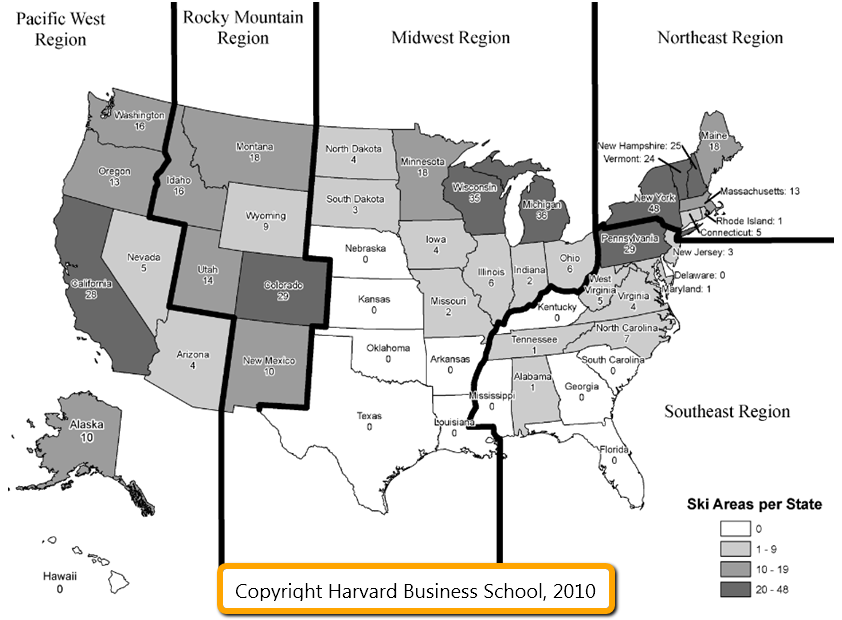 Pacific West
Region
Rocky Mountain
Region
Midwest Region
Northeast Region
Washington
16
Oregon
13
California
28
Nevada
5
Arizona
4
Alaska
10
Hawaii
0
Idaho
16
Montana
18
Wyoming
9
Utah
14
Colorado
29
New Mexico
10
North Dakota
4
South Dakota
3
Nebraska
0
Kansas
0
Oklahoma
0
Texas
0
Minnesota
18
Iowa
4
Missouri
2
Arkansas
0
Louisiana
0
Wisconsin
35
Michigan
36
Illinois
6
Indiana
2
Ohio
6
Maine
18
New Hampshire: 25
Vermont: 24
New York
48
Massachusetts: 13
Rhode Island: 1
Connecticut: 5
Pennsylvania
29
New Jersey: 3
Delaware: 0
Maryland: 1
West
Virginia
5
Virginia
4
Kentucky
0
North Carolina
7
Tennessee
1
South Carolina
0
Mississippi
0
Alabama
1
Georgia
0
Florida
0
Southeast Region
Ski Areas per State
0
1 - 9
10 - 19
20 - 48
Copyright Harvard Business School, 2010